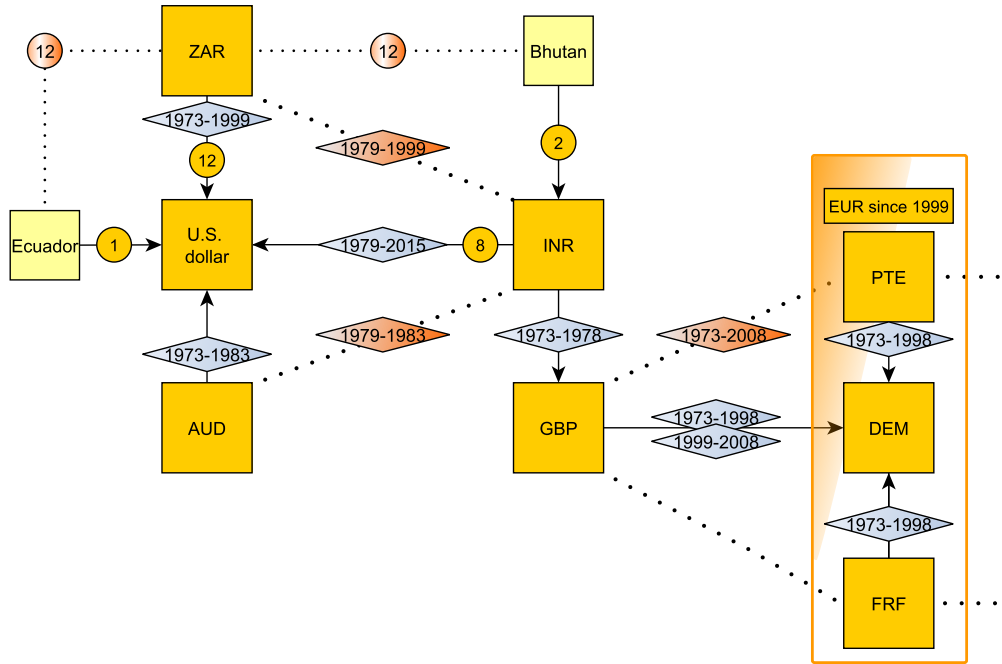 ZAR
Bhutan
12
12
1973-1999
1979-1999
2
12
EUR since 1999
Ecuador
1
U.S.
dollar
1979-2015
8
INR
PTE
1979-1983
1973-1978
1973-2008
1973-1998
1973-1983
AUD
GBP
1973-1998
1999-2008
DEM
1973-1998
FRF